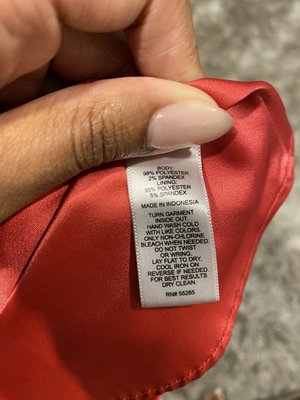 BODY:
98% POLYESTER
2% SPANDEX
LINING:
95% POLYESTER
5% SPANDEX
MADE IN INDONESIA
TURN GARMENT
INSIDE OUT.
HAND WASH COLD
WITH LIKE COLORS.
ONLY NON-CHLORINE
BLEACH WHEN NEEDED.
DO NOT TWIST
OR WRING.
LAY FLAT TO DRY.
COOL IRON ON
REVERSE IF NEEDED.
FOR BEST RESULTS
DRY CLEAN.
RN# 55285